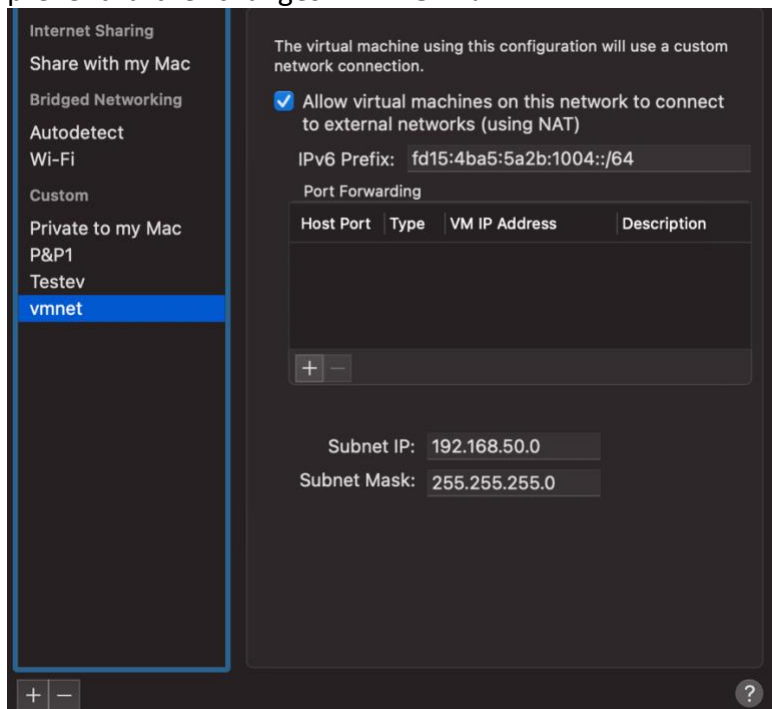 Internet Sharing
Share with my Mac
Bridged Networking
Autodetect
Wi-Fi
Custom
Private to my Mac
P&P1
Testev
vmnet
The virtual machine using this configuration will use a custom
network connection.
Allow virtual machines on this network to connect
to external networks (using NAT)
IPv6 Prefix: fd15:4ba5:5a2b:1004::/64
Port Forwarding
Host Port Type VM IP Address Description
+ −
Subnet IP: 192.168.50.0
Subnet Mask: 255.255.255.0
+ − ?